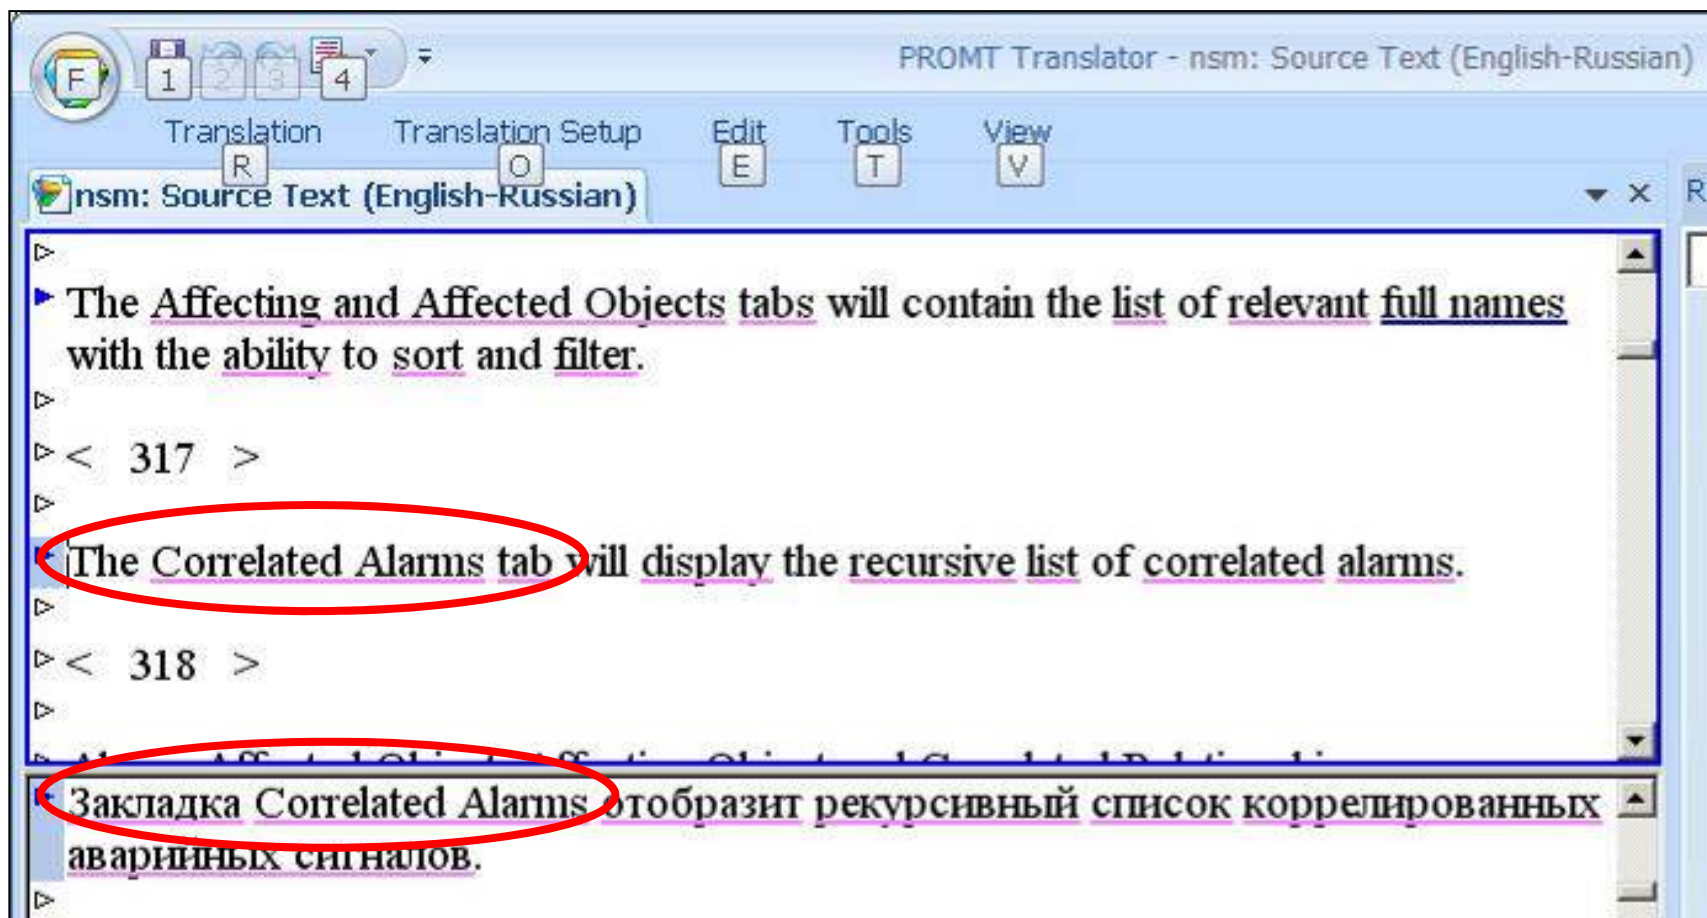 F 1 2 3 4
PROMT Translator - nsm: Source Text (English-Russian)
Translation Translation Setup Edit Tools View
R O E T V
nsm: Source Text (English-Russian)
R
The Affecting and Affected Objects tabs will contain the list of relevant full names
with the ability to sort and filter.
< 317 >
The Correlated Alarms tab will display the recursive list of correlated alarms.
< 318 >
Закладка Correlated Alarms отобразит рекурсивный список коррелированных
аварийных сигналов.